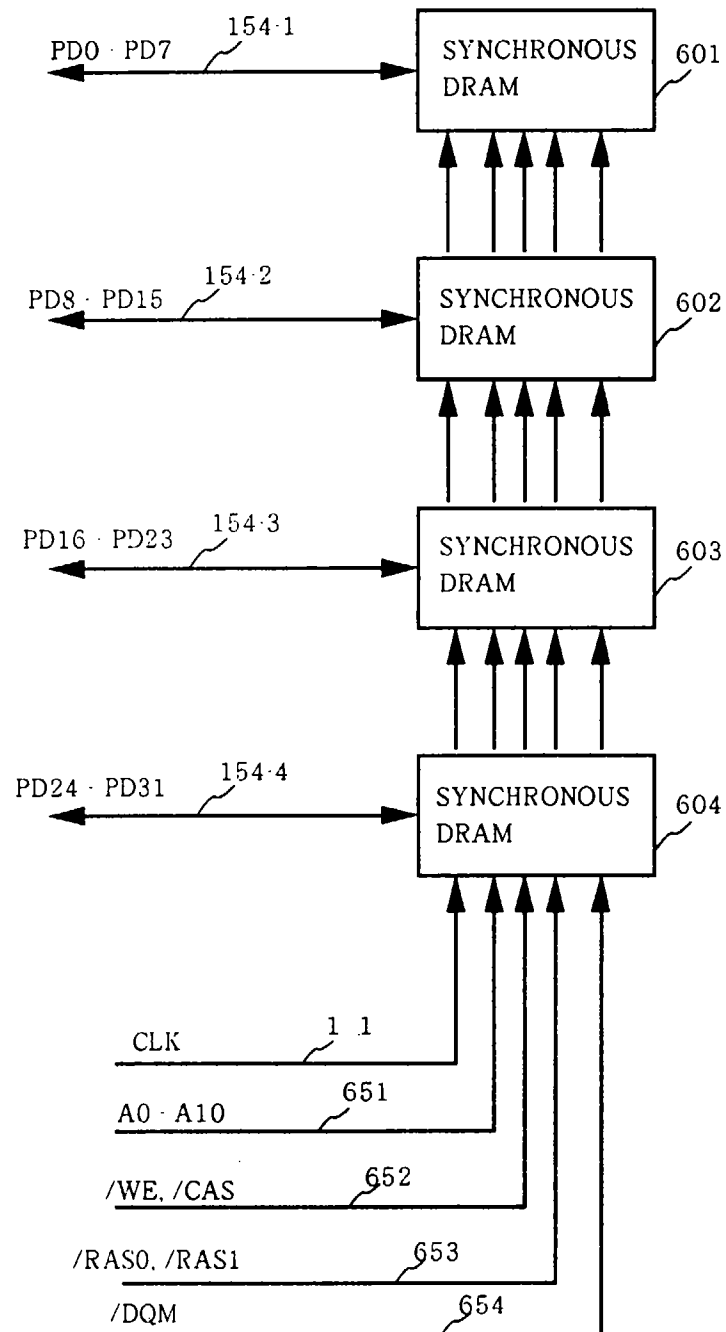 PD0 · PD7
154·1
SYNCHRONOUS
DRAM
601
PD8 · PD15
154·2
SYNCHRONOUS
DRAM
602
PD16 · PD23
154·3
SYNCHRONOUS
DRAM
603
PD24 · PD31
154·4
SYNCHRONOUS
DRAM
604
CLK
1 1
A0 · A10
651
/WE, /CAS
652
/RAS0, /RAS1
653
/DQM
654